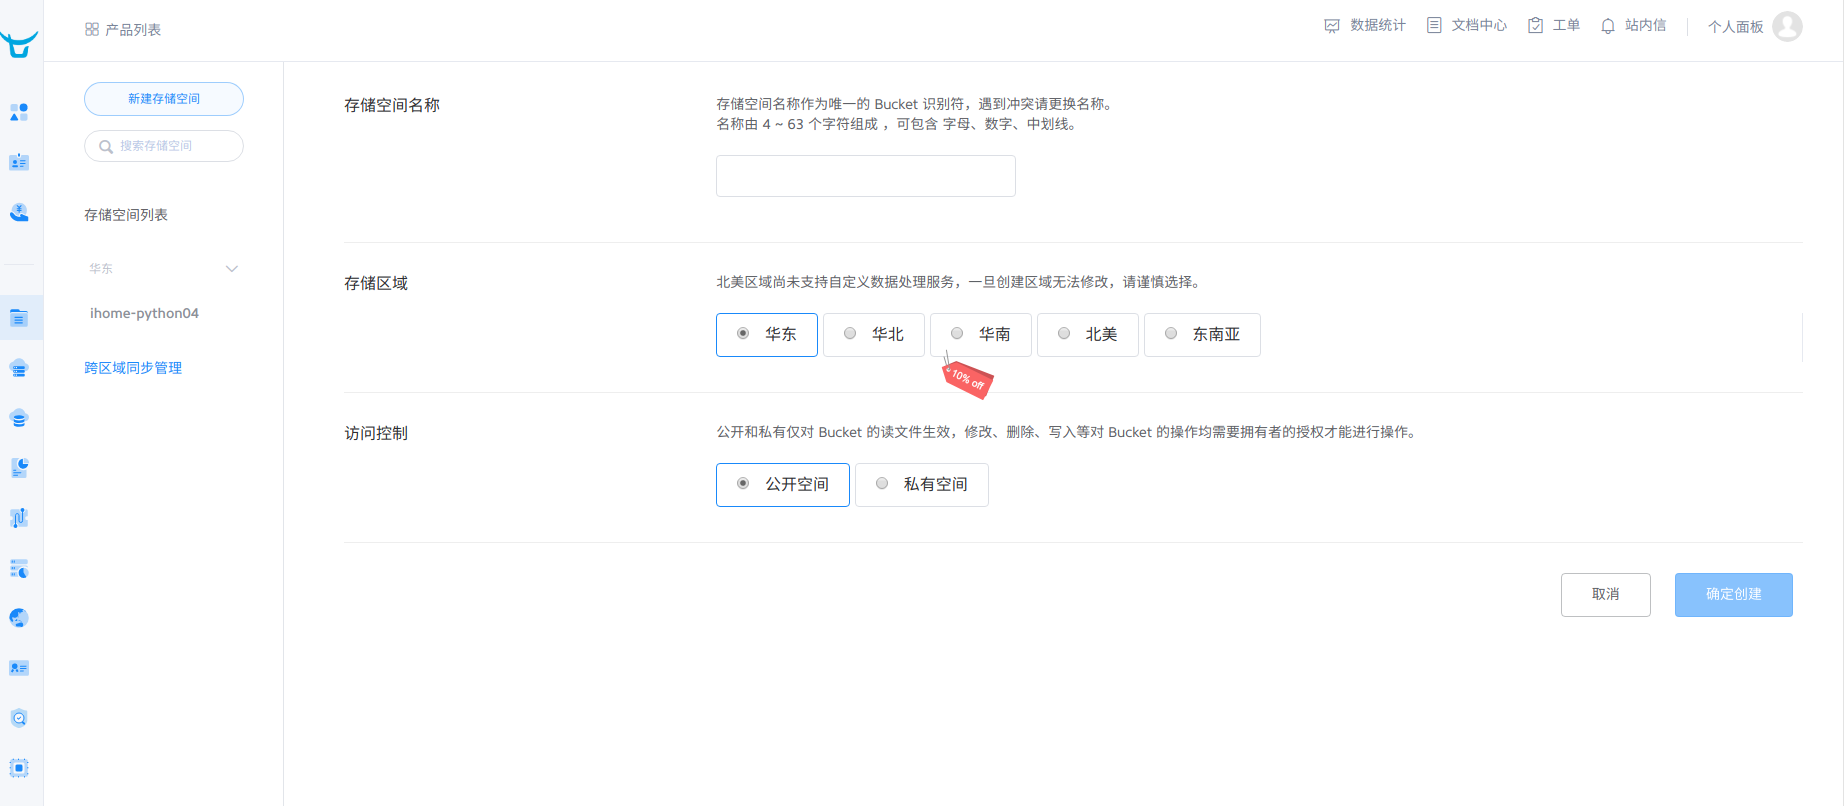 产品列表
数据统计
文档中心
工单
站内信
个人面板
新建存储空间
搜索存储空间
存储空间列表
华东
ihome-python04
跨区域同步管理
存储空间名称
存储空间名称作为唯一的 Bucket 识别符，遇到冲突请更换名称。
名称由 4 ~ 63 个字符组成 ，可包含 字母、数字、中划线。
存储区域
北美区域尚未支持自定义数据处理服务，一旦创建区域无法修改，请谨慎选择。
华东
华北
华南
北美
东南亚
10% off
访问控制
公开和私有仅对 Bucket 的读文件生效，修改、删除、写入等对 Bucket 的操作均需要拥有者的授权才能进行操作。
公开空间
私有空间
取消
确定创建